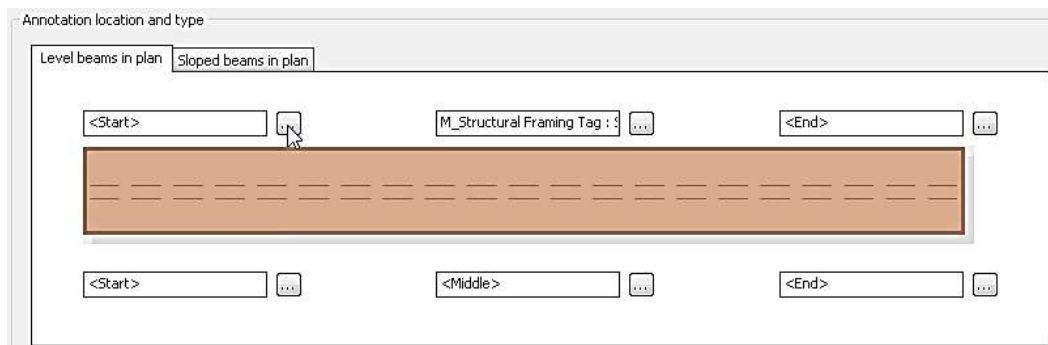 Annotation location and type
Level beams in plan Sloped beams in plan
<Start> ... M_Structural Framing Tag : ... <End> ...
<Start> ... <Middle> ... <End> ...